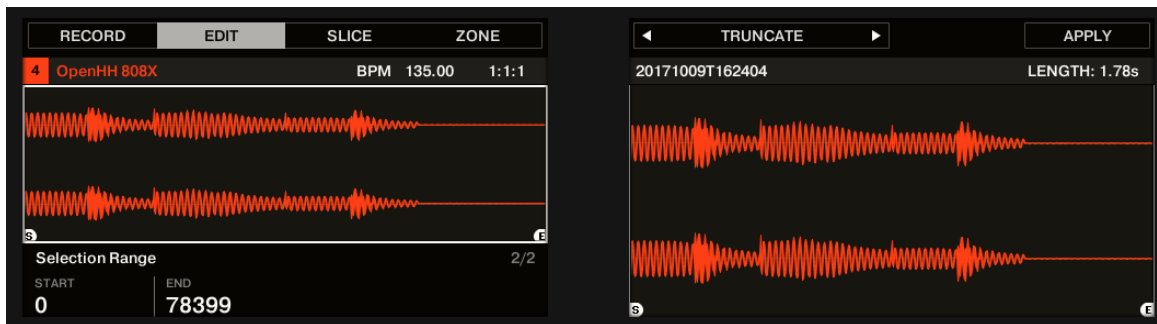 RECORD EDIT SLICE ZONE
4 OpenHH 808X BPM 135.00 1:1:1
S E
Selection Range 2/2
START END
0 78399
◀ TRUNCATE ▶ APPLY
20171009T162404 LENGTH: 1.78s
S E